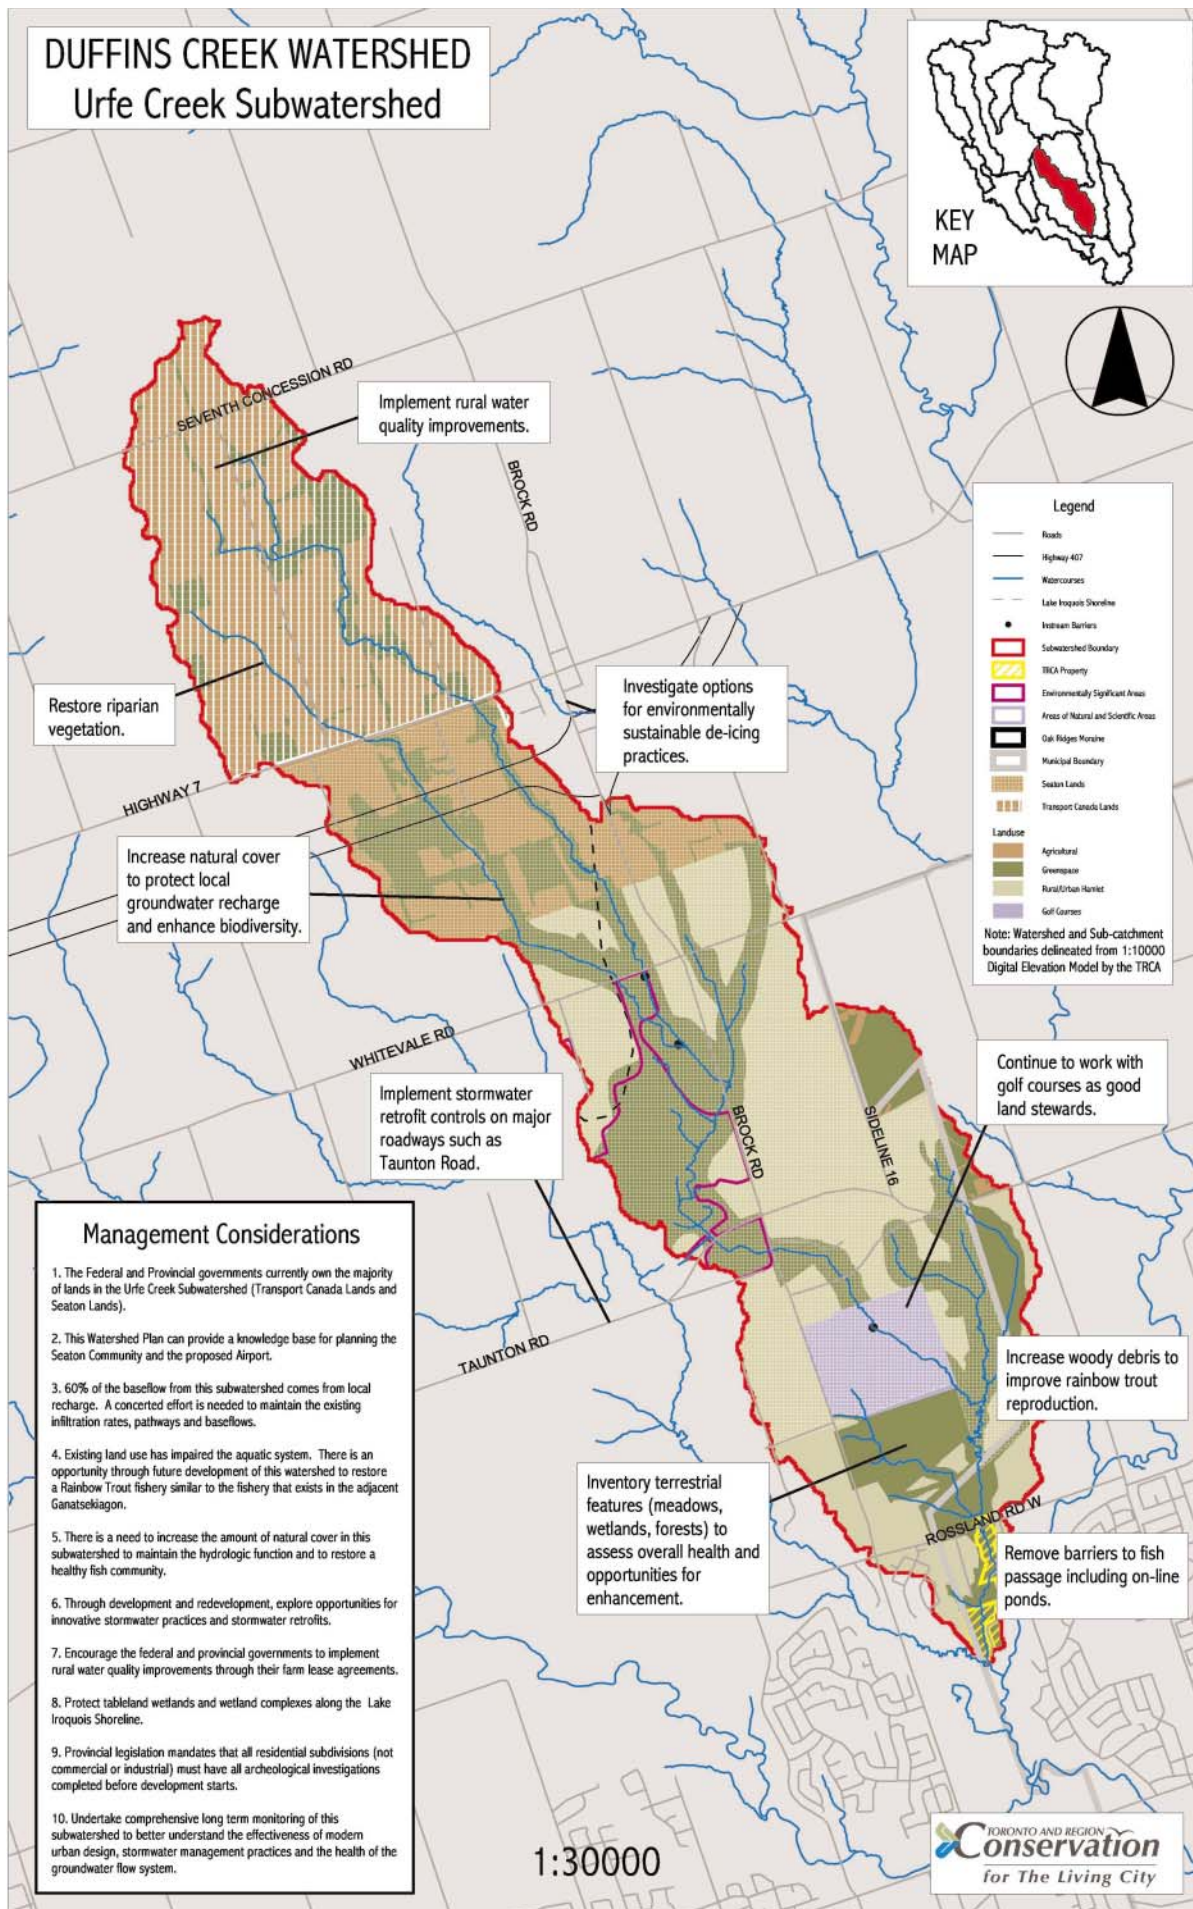 DUFFINS CREEK WATERSHED
Urfe Creek Subwatershed
KEY
MAP
SEVENTH CONCESSION RD
Implement rural water
quality improvements.
BROCK RD
Legend
Roads
Highway 407
Watercourses
Lake Iroquois Shoreline
Instream Barriers
Subwatershed Boundary
TRCA Property
Environmentally Significant Areas
Areas of Natural and Scientific Areas
Oak Ridges Moraine
Municipal Boundary
Seaton Lands
Transport Canada Lands
Landuse
Agricultural
Greenspace
Rural/Urban Hamlet
Golf Courses
Note: Watershed and Sub-catchment
boundaries delineated from 1:10000
Digital Elevation Model by the TRCA
Restore riparian
vegetation.
Investigate options
for environmentally
sustainable de-icing
practices.
HIGHWAY 7
Increase natural cover
to protect local
groundwater recharge
and enhance biodiversity.
WHITEVALE RD
Implement stormwater
retrofit controls on major
roadways such as
Taunton Road.
BROCK RD
SIDELINE 16
Continue to work with
golf courses as good
land stewards.
TAUNTON RD
Increase woody debris to
improve rainbow trout
reproduction.
Inventory terrestrial
features (meadows,
wetlands, forests) to
assess overall health and
opportunities for
enhancement.
ROSSLAND RD W
Remove barriers to fish
passage including on-line
ponds.
Management Considerations
1. The Federal and Provincial governments currently own the majority
of lands in the Urfe Creek Subwatershed (Transport Canada Lands and
Seaton Lands).
2. This Watershed Plan can provide a knowledge base for planning the
Seaton Community and the proposed Airport.
3. 60% of the baseflow from this subwatershed comes from local
recharge. A concerted effort is needed to maintain the existing
infiltration rates, pathways and baseflows.
4. Existing land use has impaired the aquatic system. There is an
opportunity through future development of this watershed to restore
a Rainbow Trout fishery similar to the fishery that exists in the adjacent
Ganatsekiagon.
5. There is a need to increase the amount of natural cover in this
subwatershed to maintain the hydrologic function and to restore a
healthy fish community.
6. Through development and redevelopment, explore opportunities for
innovative stormwater practices and stormwater retrofits.
7. Encourage the federal and provincial governments to implement
rural water quality improvements through their farm lease agreements.
8. Protect tableland wetlands and wetland complexes along the Lake
Iroquois Shoreline.
9. Provincial legislation mandates that all residential subdivisions (not
commercial or industrial) must have all archeological investigations
completed before development starts.
10. Undertake comprehensive long term monitoring of this
subwatershed to better understand the effectiveness of modern
urban design, stormwater management practices and the health of the
groundwater flow system.
1:30000
TORONTO AND REGION
Conservation
for The Living City